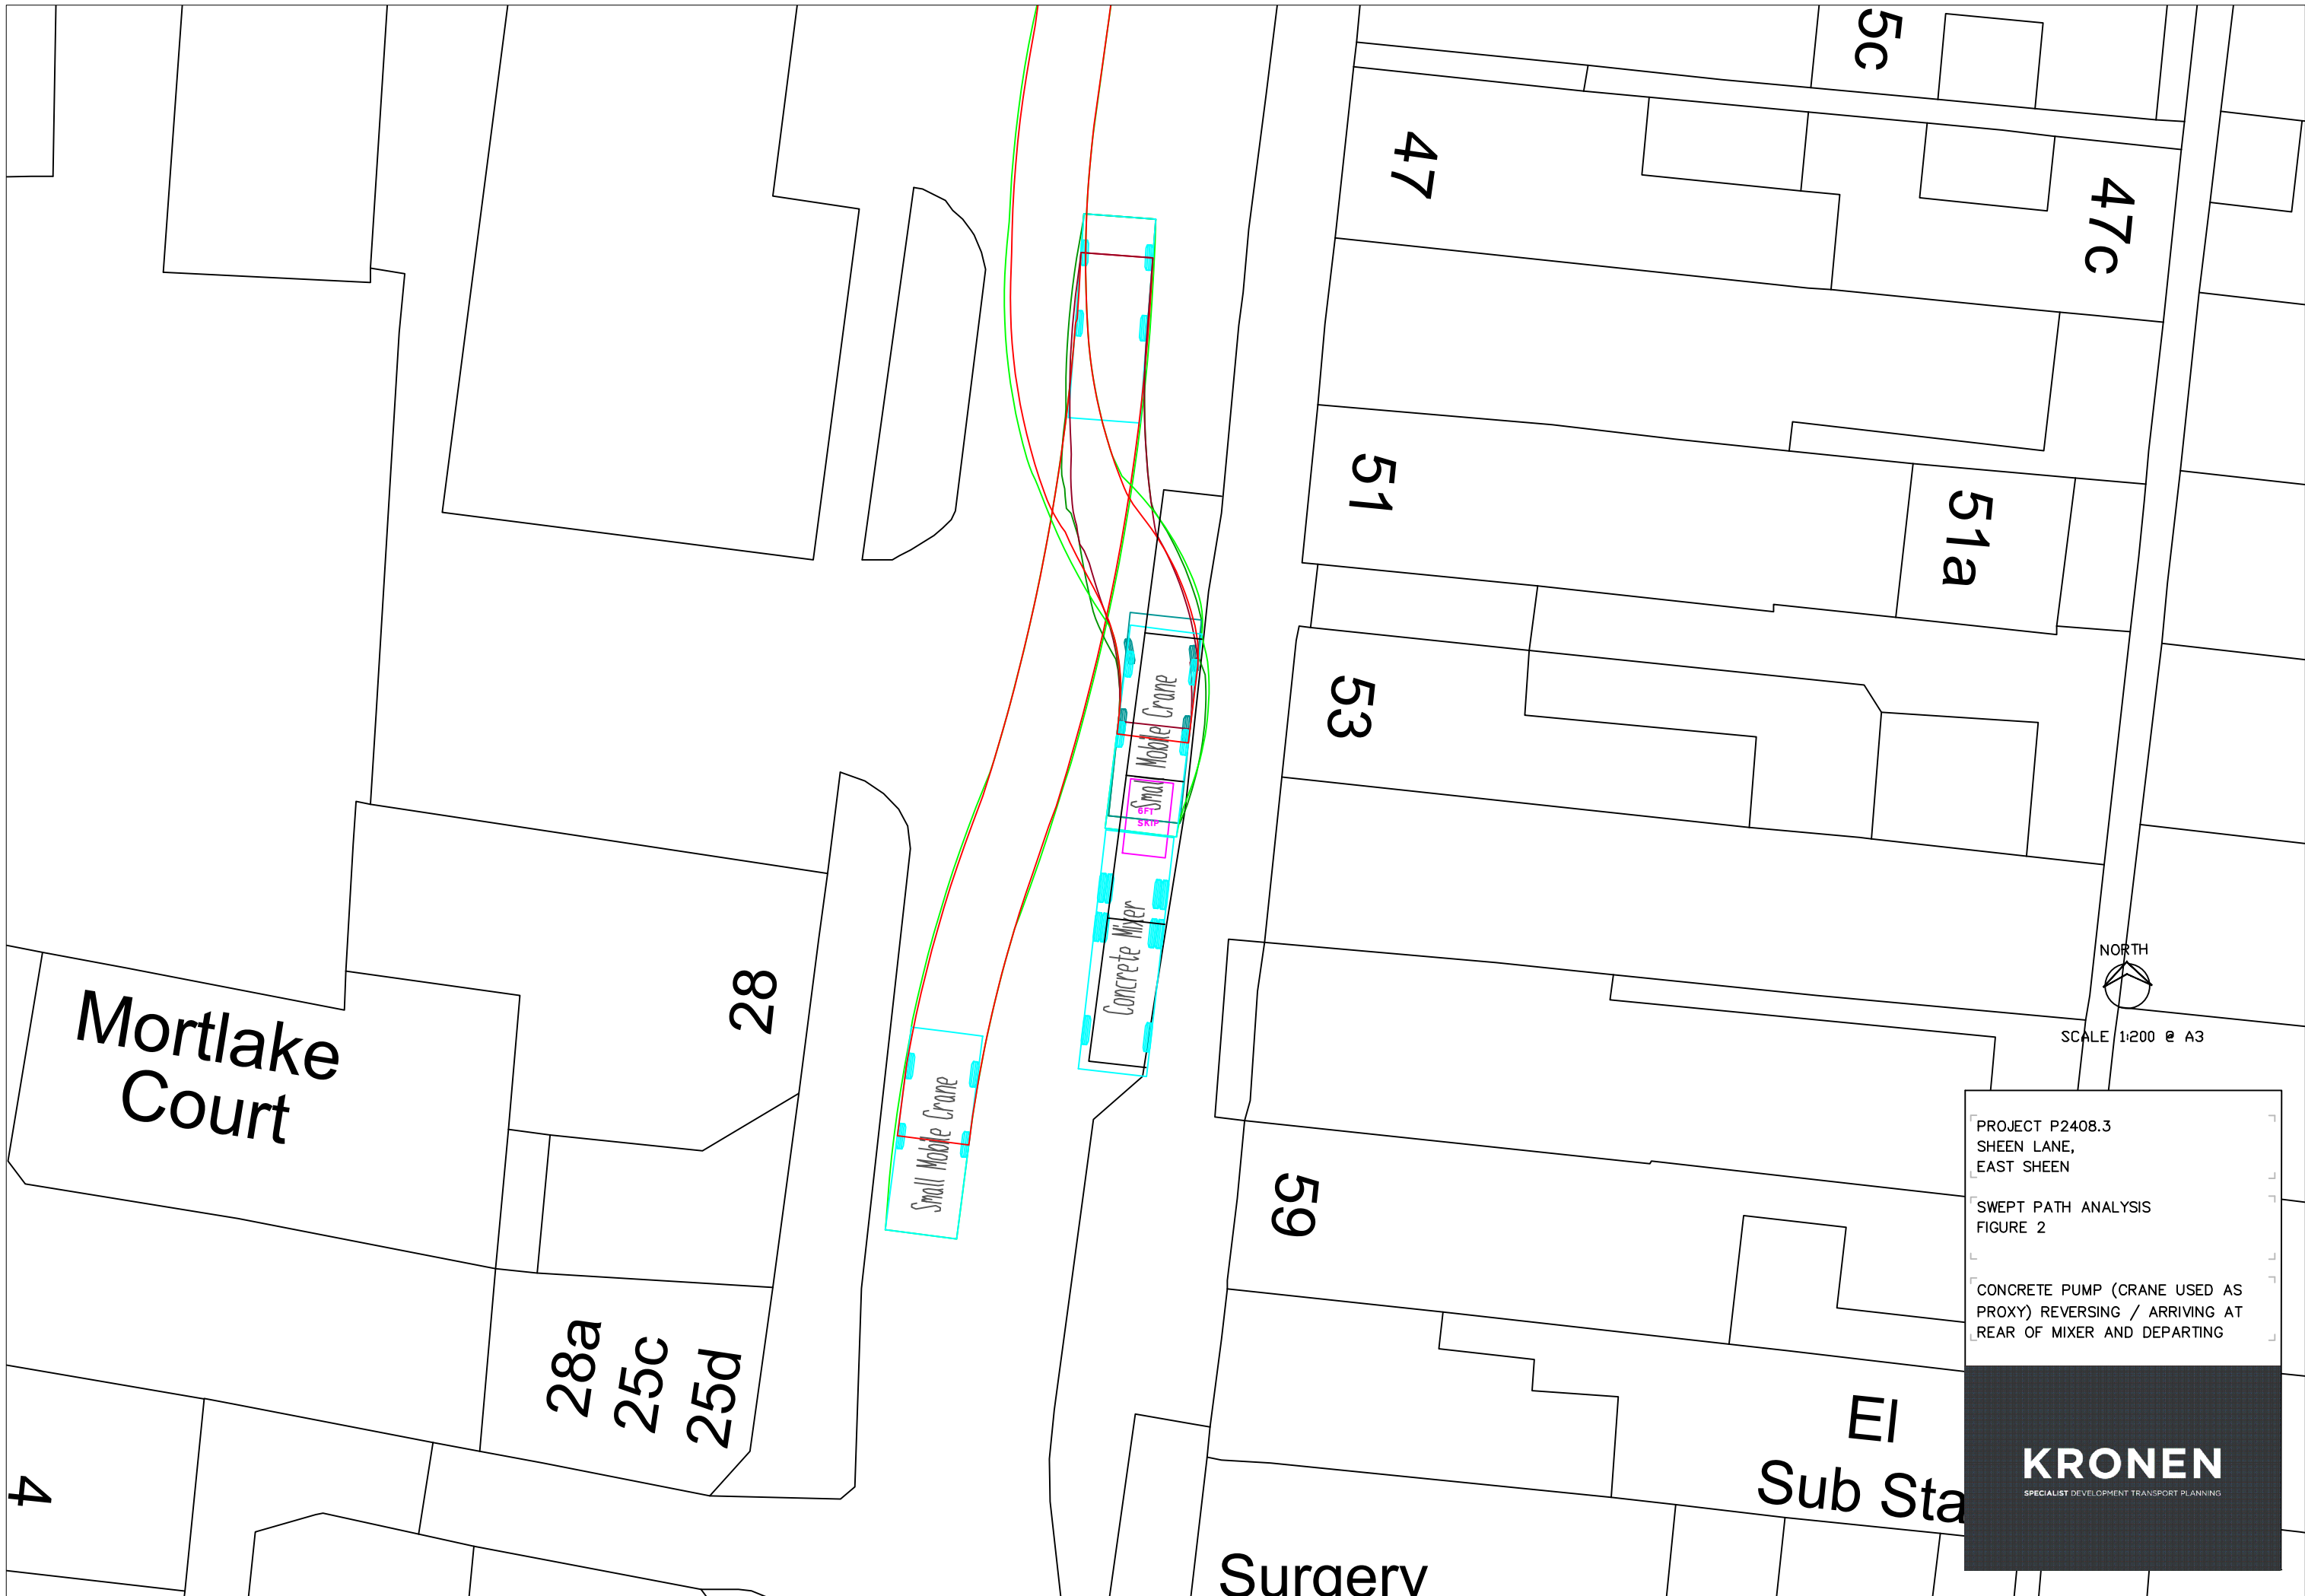 5c
47
47c
51
51a
53
Small Mobile Crane
6FT
SKIP
Concrete Mixer
28
Mortlake
Court
NORTH
SCALE 1:200 @ A3
Small Mobile Crane
59
28a
25c
25d
4
El
Sub Sta
Surgery
PROJECT P2408.3
SHEEN LANE,
EAST SHEEN
SWEPT PATH ANALYSIS
FIGURE 2
CONCRETE PUMP (CRANE USED AS
PROXY) REVERSING / ARRIVING AT
REAR OF MIXER AND DEPARTING
KRONEN
SPECIALIST DEVELOPMENT TRANSPORT PLANNING